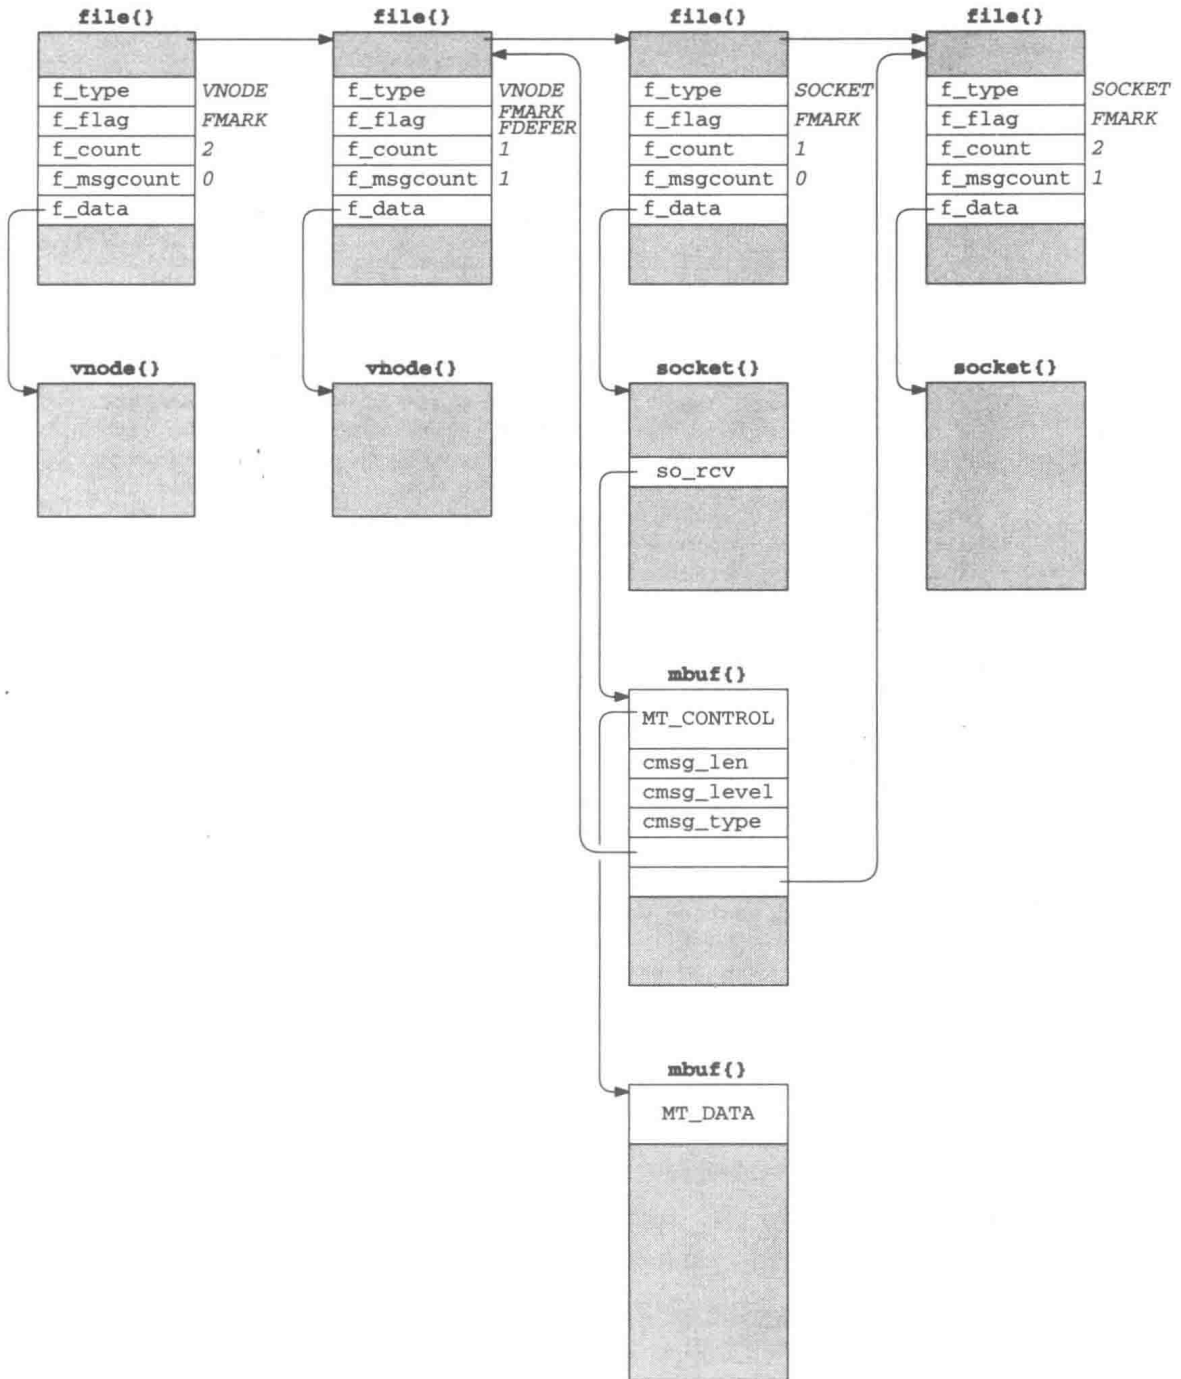 file{} file{} file{} file{}
f_type VNODE f_type VNODE f_type SOCKET f_type SOCKET
f_flag FMARK f_flag FMARK FDEFER f_flag FMARK f_flag FMARK
f_count 2 f_count 1 f_count 1 f_count 2
f_msgcount 0 f_msgcount 1 f_msgcount 0 f_msgcount 1
f_data f_data f_data f_data
vnode{} vnode{} socket{} socket{}
so_rcv
mbuf{}
MT_CONTROL
cmsg_len
cmsg_level
cmsg_type
mbuf{}
MT_DATA